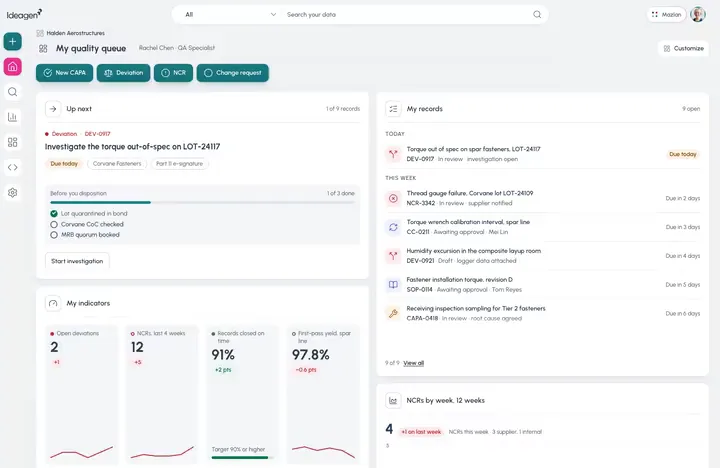 Ideagen
All
Search your data
Mazlan
Halden Aerostructures
My quality queue
Rachel Chen · QA Specialist
Customize
New CAPA
Deviation
NCR
Change request
Up next
1 of 9 records
Deviation · DEV-0917
Investigate the torque out-of-spec on LOT-24117
Due today
Corvane Fasteners
Part 11 e-signature
Before you disposition
1 of 3 done
Lot quarantined in bond
Corvane CoC checked
MRB quorum booked
Start investigation
My indicators
Open deviations
2
+1
NCRs, last 4 weeks
12
+5
Records closed on
time
91%
+2 pts
Target 90% or higher
First-pass yield, spar
line
97.8%
-0.6 pts
My records
9 open
TODAY
Torque out of spec on spar fasteners, LOT-24117
DEV-0917 · In review · investigation open
Due today
THIS WEEK
Thread gauge failure, Corvane lot LOT-24109
NCR-3342 · In review · supplier notified
Due in 2 days
Torque wrench calibration interval, spar line
CC-0211 · Awaiting approval · Mei Lin
Due in 3 days
Humidity excursion in the composite layup room
DEV-0921 · Draft · logger data attached
Due in 4 days
Fastener installation torque, revision D
SOP-0114 · Awaiting approval · Tom Reyes
Due in 5 days
Receiving inspection sampling for Tier 2 fasteners
CAPA-0418 · In review · root cause agreed
Due in 6 days
9 of 9
View all
NCRs by week, 12 weeks
4
+1 on last week
NCRs this week · 3 supplier, 1 internal
3